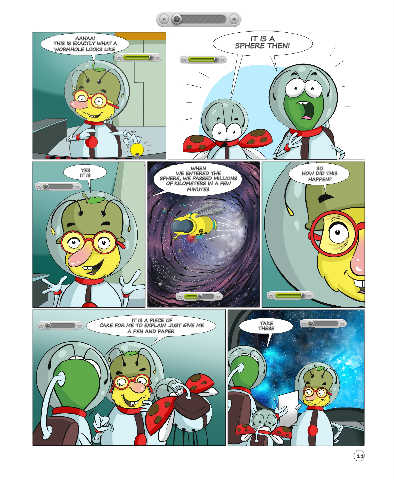 AAHAA!
THIS IS EXACTLY WHAT A
WORMHOLE LOOKS LIKE
IT IS A
SPHERE THEN!
YES
IT IS
WHEN
WE ENTERED THE
SPHERE, WE PASSED MILLIONS
OF KILOMETERS IN A FEW
MINUTES
SO
HOW DID THIS
HAPPEN?
IT IS A PIECE OF
CAKE FOR ME TO EXPLAIN. JUST GIVE ME
A PEN AND PAPER
TAKE
THESE